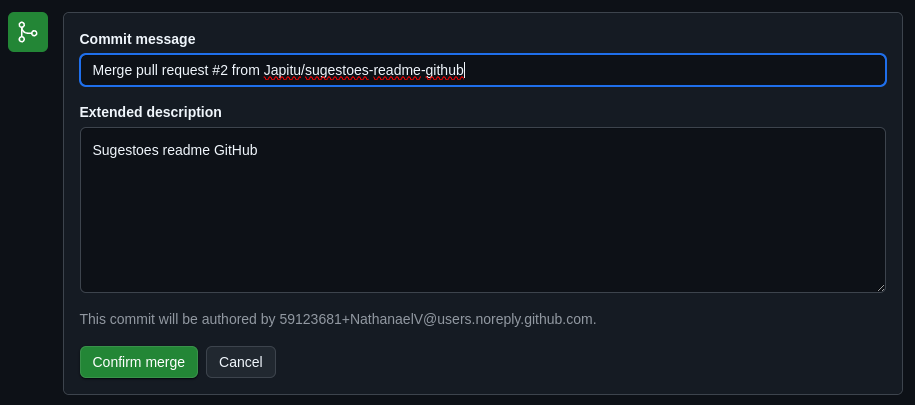 Commit message
Merge pull request #2 from Japitu/sugestoes-readme-github
Extended description
Sugestoes readme GitHub
This commit will be authored by 59123681+NathanaelV@users.noreply.github.com.
Confirm merge
Cancel